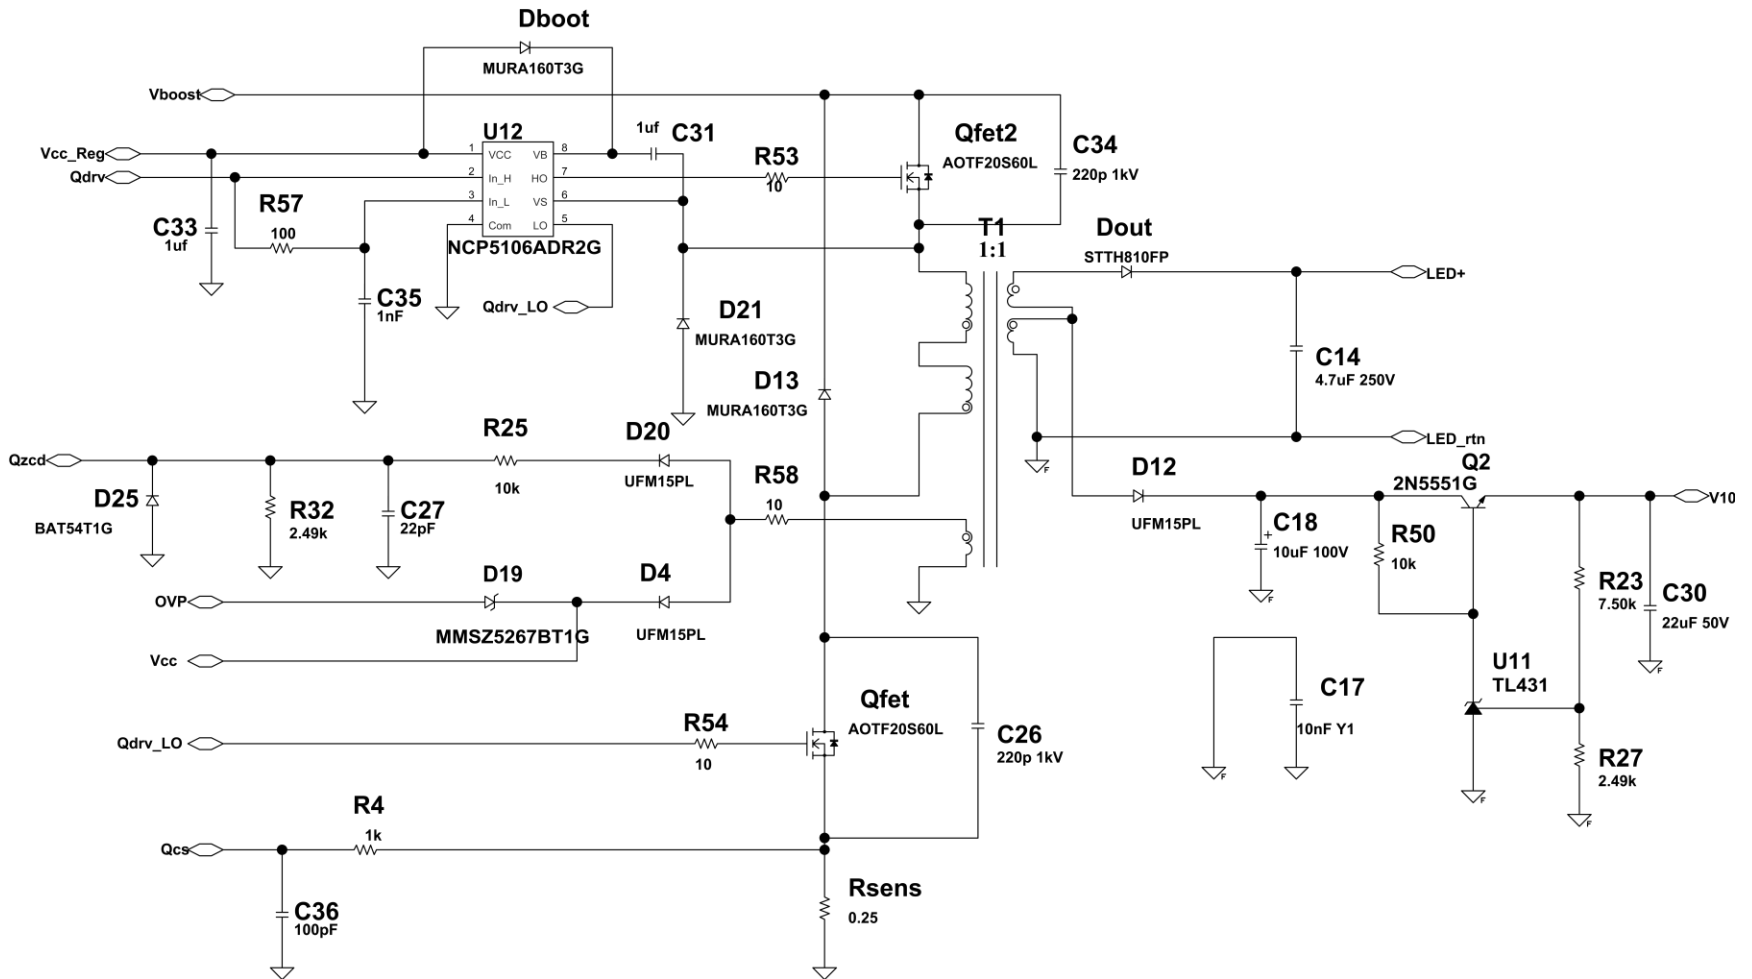 Dboot
MURA160T3G
Vboost
U12
1uf
C31
Qfet2
AOTF20S60L
C34
220p 1kV
Vcc_Reg
1
VCC
VB
8
R53
10
Qdrv
2
In_H
HO
7
3
In_L
VS
6
4
Com
LO
5
NCP5106ADR2G
R57
100
C33
1uf
T1
1:1
Dout
STTH810FP
LED+
C35
1nF
Qdrv_LO
D21
MURA160T3G
C14
4.7uF 250V
D13
MURA160T3G
R25
10k
D20
UFM15PL
LED_rtn
F
Qzcd
D25
BAT54T1G
R32
2.49k
C27
22pF
R58
10
D12
UFM15PL
Q2
2N5551G
V10
C18
+
10uF 100V
F
R50
10k
R23
7.50k
C30
22uF 50V
F
OVP
D19
MMSZ5267BT1G
D4
UFM15PL
Vcc
U11
TL431
F
C17
10nF Y1
F
Qfet
AOTF20S60L
C26
220p 1kV
Qdrv_LO
R54
10
R27
2.49k
F
R4
1k
Qcs
C36
100pF
Rsens
0.25